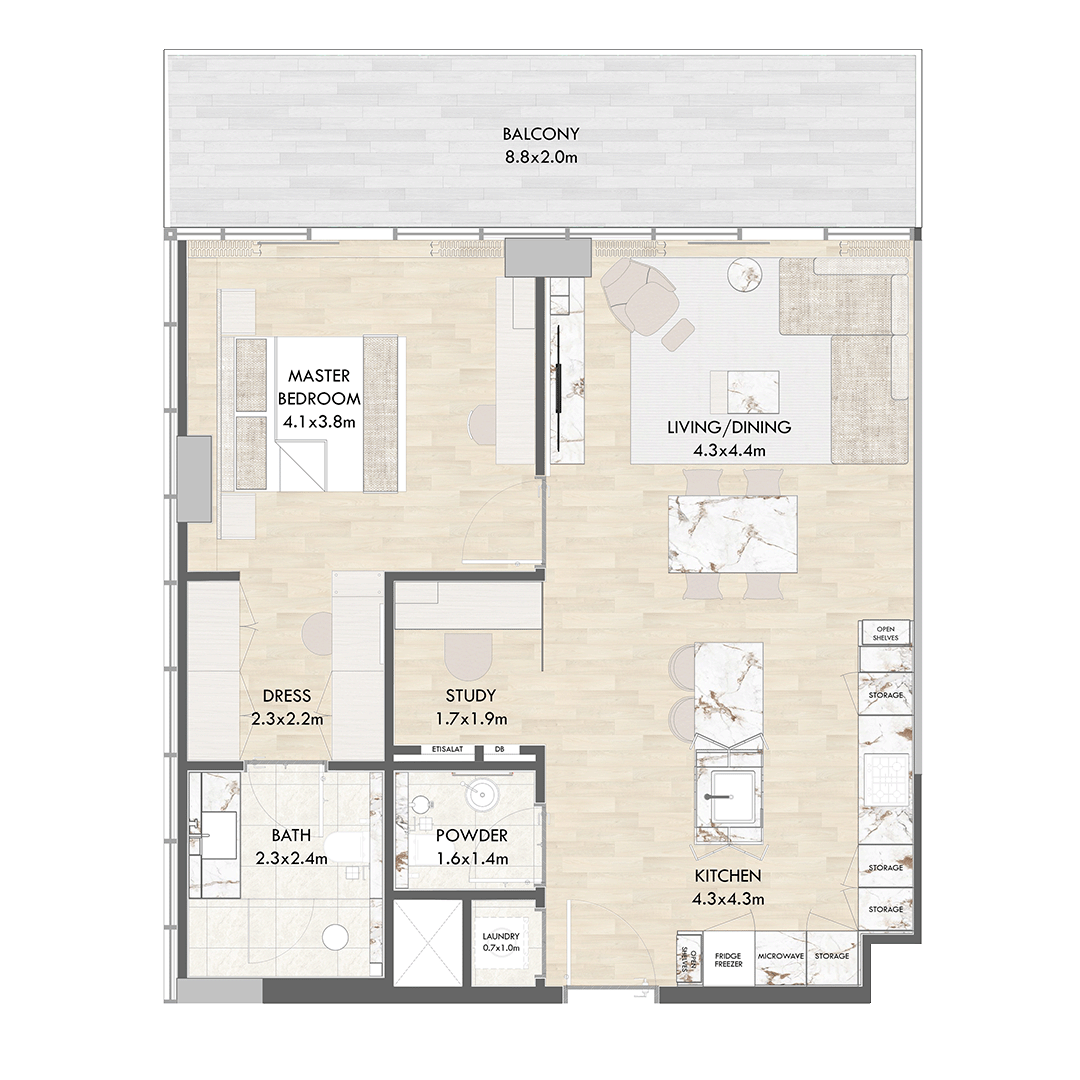 BALCONY
8.8x2.0m
MASTER
BEDROOM
4.1x3.8m
LIVING/DINING
4.3x4.4m
OPEN
SHELVES
STORAGE
DRESS
2.3x2.2m
STUDY
1.7x1.9m
ETISALAT
DB
BATH
2.3x2.4m
POWDER
1.6x1.4m
KITCHEN
4.3x4.3m
STORAGE
STORAGE
LAUNDRY
0.7x1.0m
OPEN
SHELVES
FRIDGE
FREEZER
MICROWAVE
STORAGE